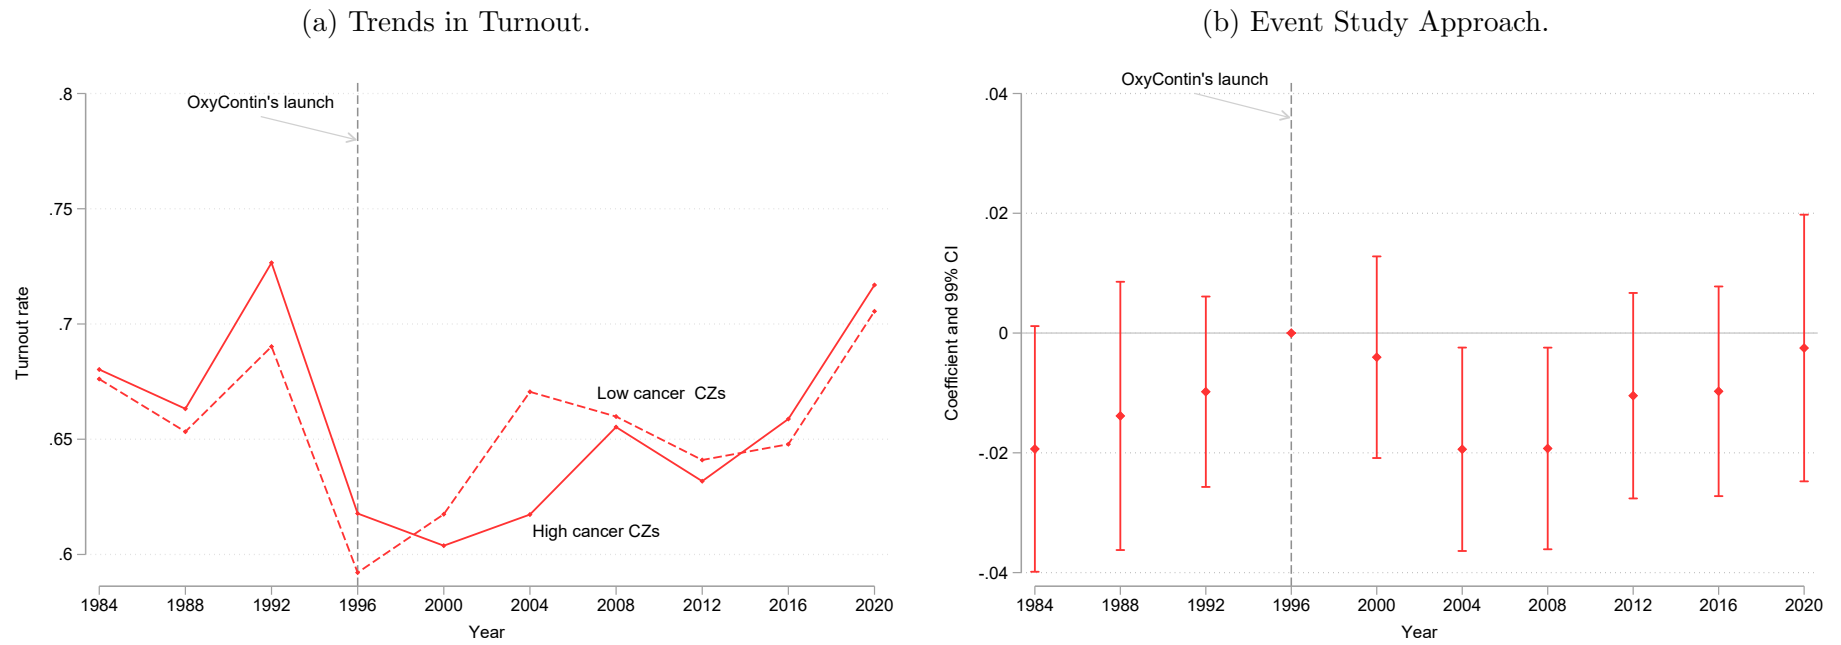 (a) Trends in Turnout.
OxyContin's launch
.8
.75
.7
.65
.6
Turnout rate
Low cancer  CZs
High cancer CZs
1984 1988 1992 1996 2000 2004 2008 2012 2016 2020
Year
(b) Event Study Approach.
OxyContin's launch
.04
.02
0
-.02
-.04
Coefficient and 99% CI
1984 1988 1992 1996 2000 2004 2008 2012 2016 2020
Year